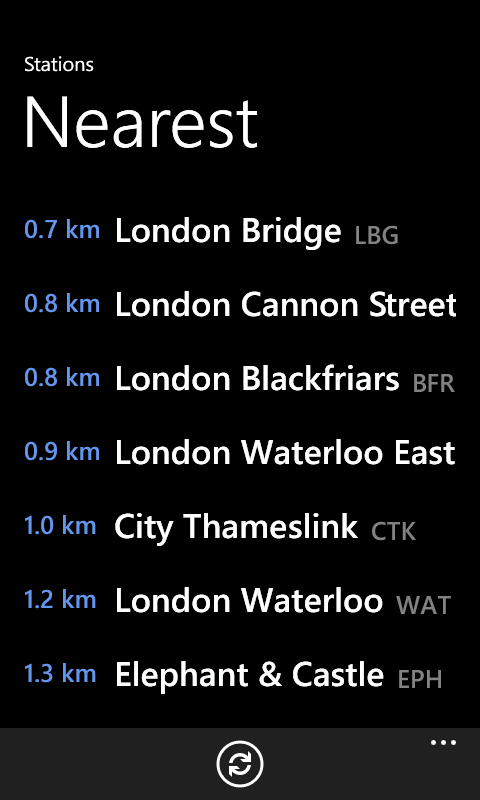 Stations
Nearest
0.7 km London Bridge LBG
0.8 km London Cannon Street
0.8 km London Blackfriars BFR
0.9 km London Waterloo East
1.0 km City Thameslink CTK
1.2 km London Waterloo WAT
1.3 km Elephant & Castle EPH